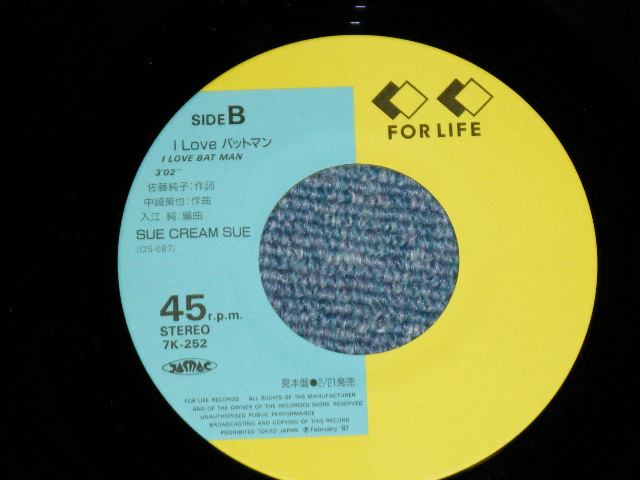 SIDE B
I Love バットマン
I LOVE BAT MAN
3'02"
佐藤純子:作詞
中崎英也:作曲
入江 純:編曲
SUE CREAM SUE
(OS-687)
45 r.p.m.
STEREO
7K-252
JASRAC
見本盤●2/21発売
FOR LIFE RECORDS ALL RIGHTS OF THE MANUFACTURER
AND OF THE OWNER OF THE RECORDED WORK RESERVED
UNAUTHORISED PUBLIC PERFORMANCE
BROADCASTING AND COPYING OF THIS RECORD
PROHIBITED TOKYO JAPAN Ⓟ February '87
FOR LIFE